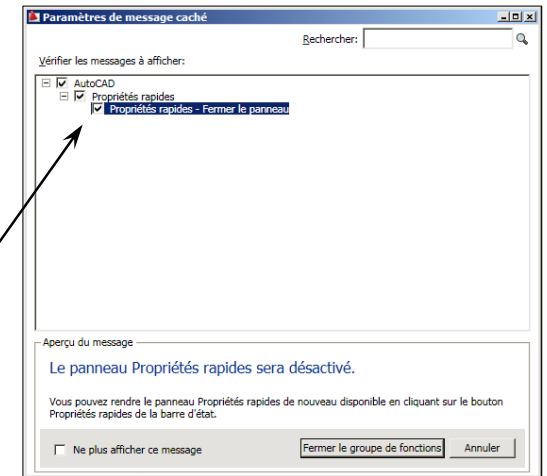 Paramètres de message caché
Rechercher:
Vérifier les messages à afficher:
AutoCAD
Propriétés rapides
Propriétés rapides - Fermer le panneau
Aperçu du message
Le panneau Propriétés rapides sera désactivé.
Vous pouvez rendre le panneau Propriétés rapides de nouveau disponible en cliquant sur le bouton
Propriétés rapides de la barre d'état.
Ne plus afficher ce message
Fermer le groupe de fonctions
Annuler